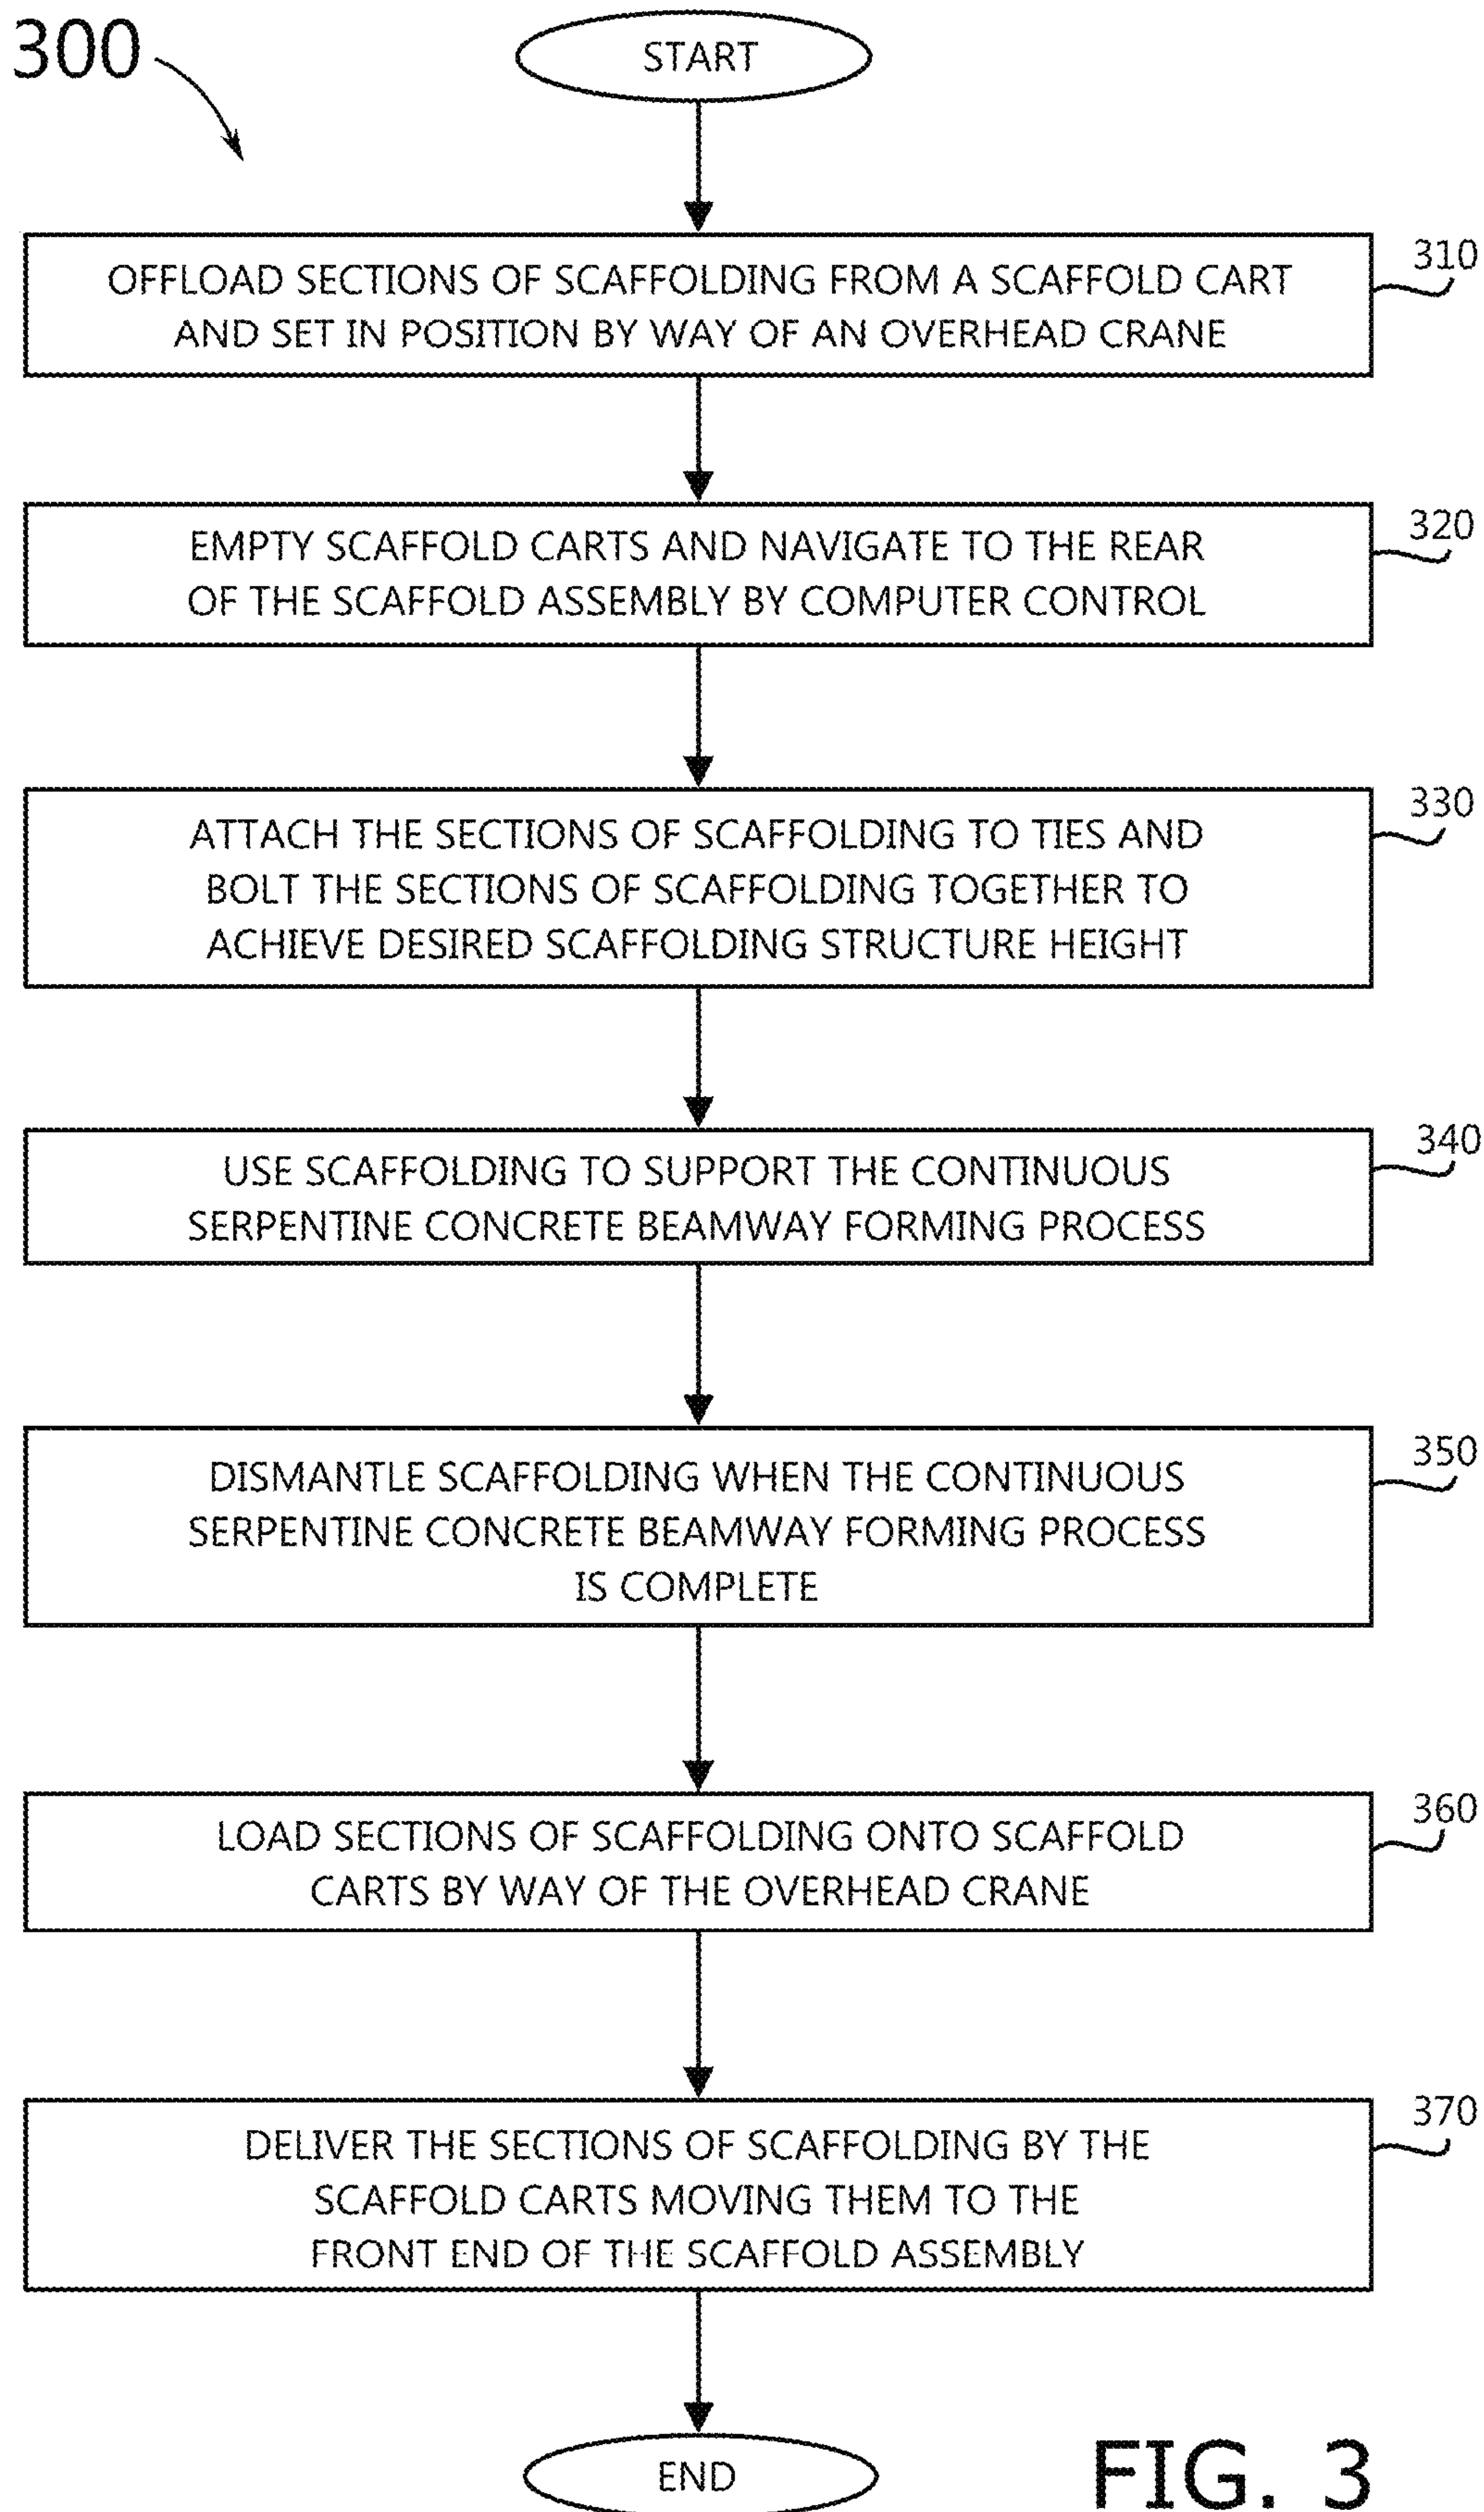 300
START
OFFLOAD SECTIONS OF SCAFFOLDING FROM A SCAFFOLD CART
AND SET IN POSITION BY WAY OF AN OVERHEAD CRANE
310
EMPTY SCAFFOLD CARTS AND NAVIGATE TO THE REAR
OF THE SCAFFOLD ASSEMBLY BY COMPUTER CONTROL
320
ATTACH THE SECTIONS OF SCAFFOLDING TO TIES AND
BOLT THE SECTIONS OF SCAFFOLDING TOGETHER TO
ACHIEVE DESIRED SCAFFOLDING STRUCTURE HEIGHT
330
USE SCAFFOLDING TO SUPPORT THE CONTINUOUS
SERPENTINE CONCRETE BEAMWAY FORMING PROCESS
340
DISMANTLE SCAFFOLDING WHEN THE CONTINUOUS
SERPENTINE CONCRETE BEAMWAY FORMING PROCESS
IS COMPLETE
350
LOAD SECTIONS OF SCAFFOLDING ONTO SCAFFOLD
CARTS BY WAY OF THE OVERHEAD CRANE
360
DELIVER THE SECTIONS OF SCAFFOLDING BY THE
SCAFFOLD CARTS MOVING THEM TO THE
FRONT END OF THE SCAFFOLD ASSEMBLY
370
END
FIG. 3